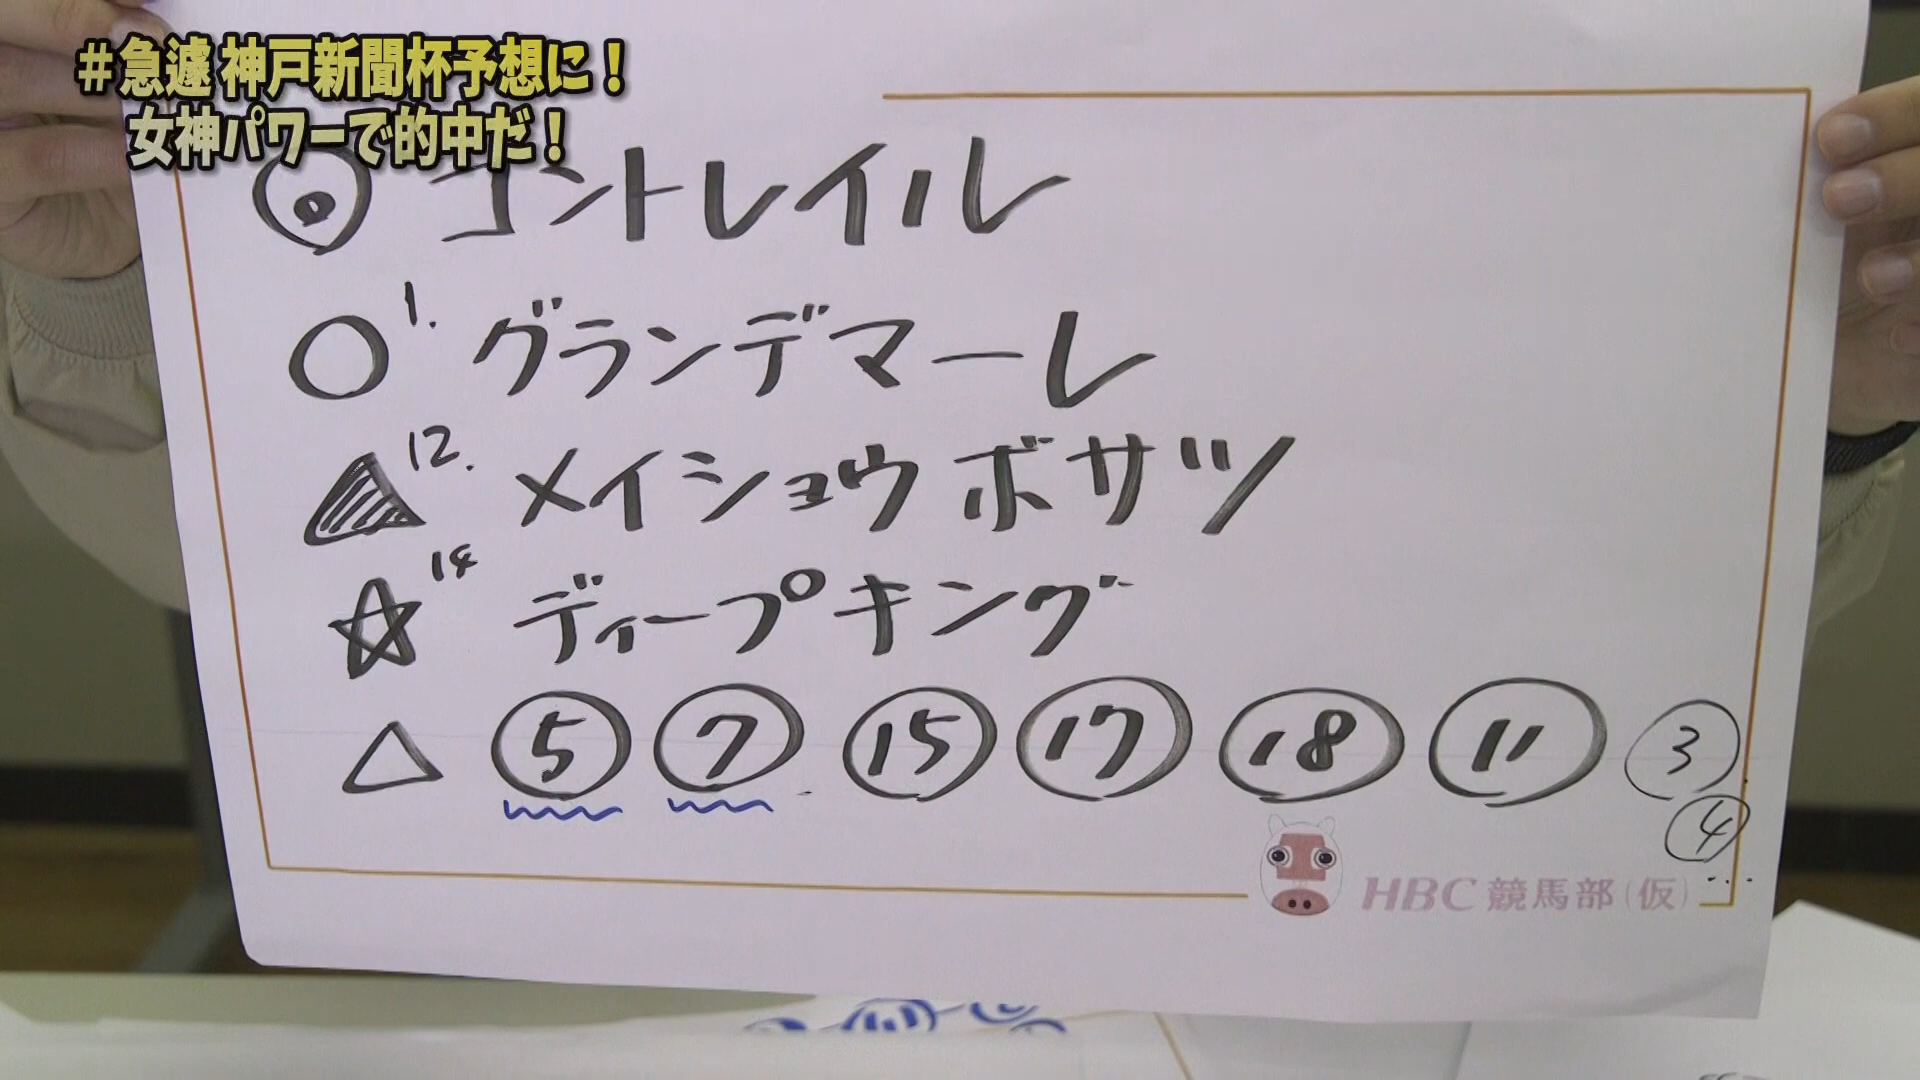 ＃急遽 神戸新聞杯予想に！
女神パワーで的中だ！
◎ コントレイル
○ 1. グランデマーレ
▲ 12. メイショウボサツ
☆ 14 ディープキング
△ ⑤ ⑦ ⑮ ⑰ ⑱ ⑪ ③
④
HBC 競馬部（仮）